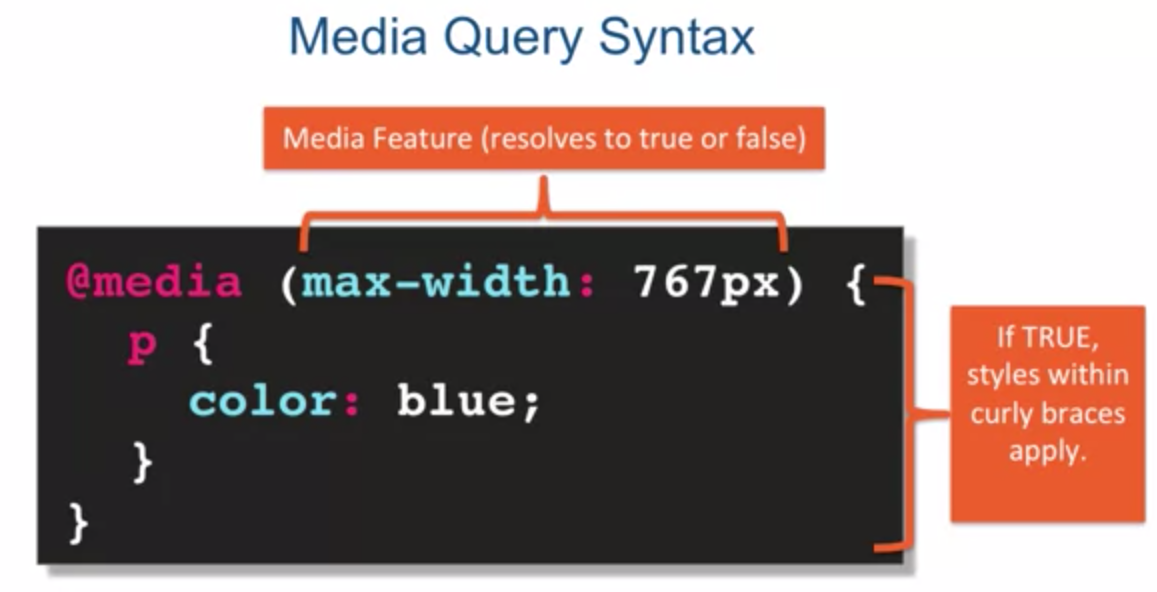 Media Query Syntax
Media Feature (resolves to true or false)
@media (max-width: 767px) {
p {
color: blue;
}
}
If TRUE,
styles within
curly braces
apply.